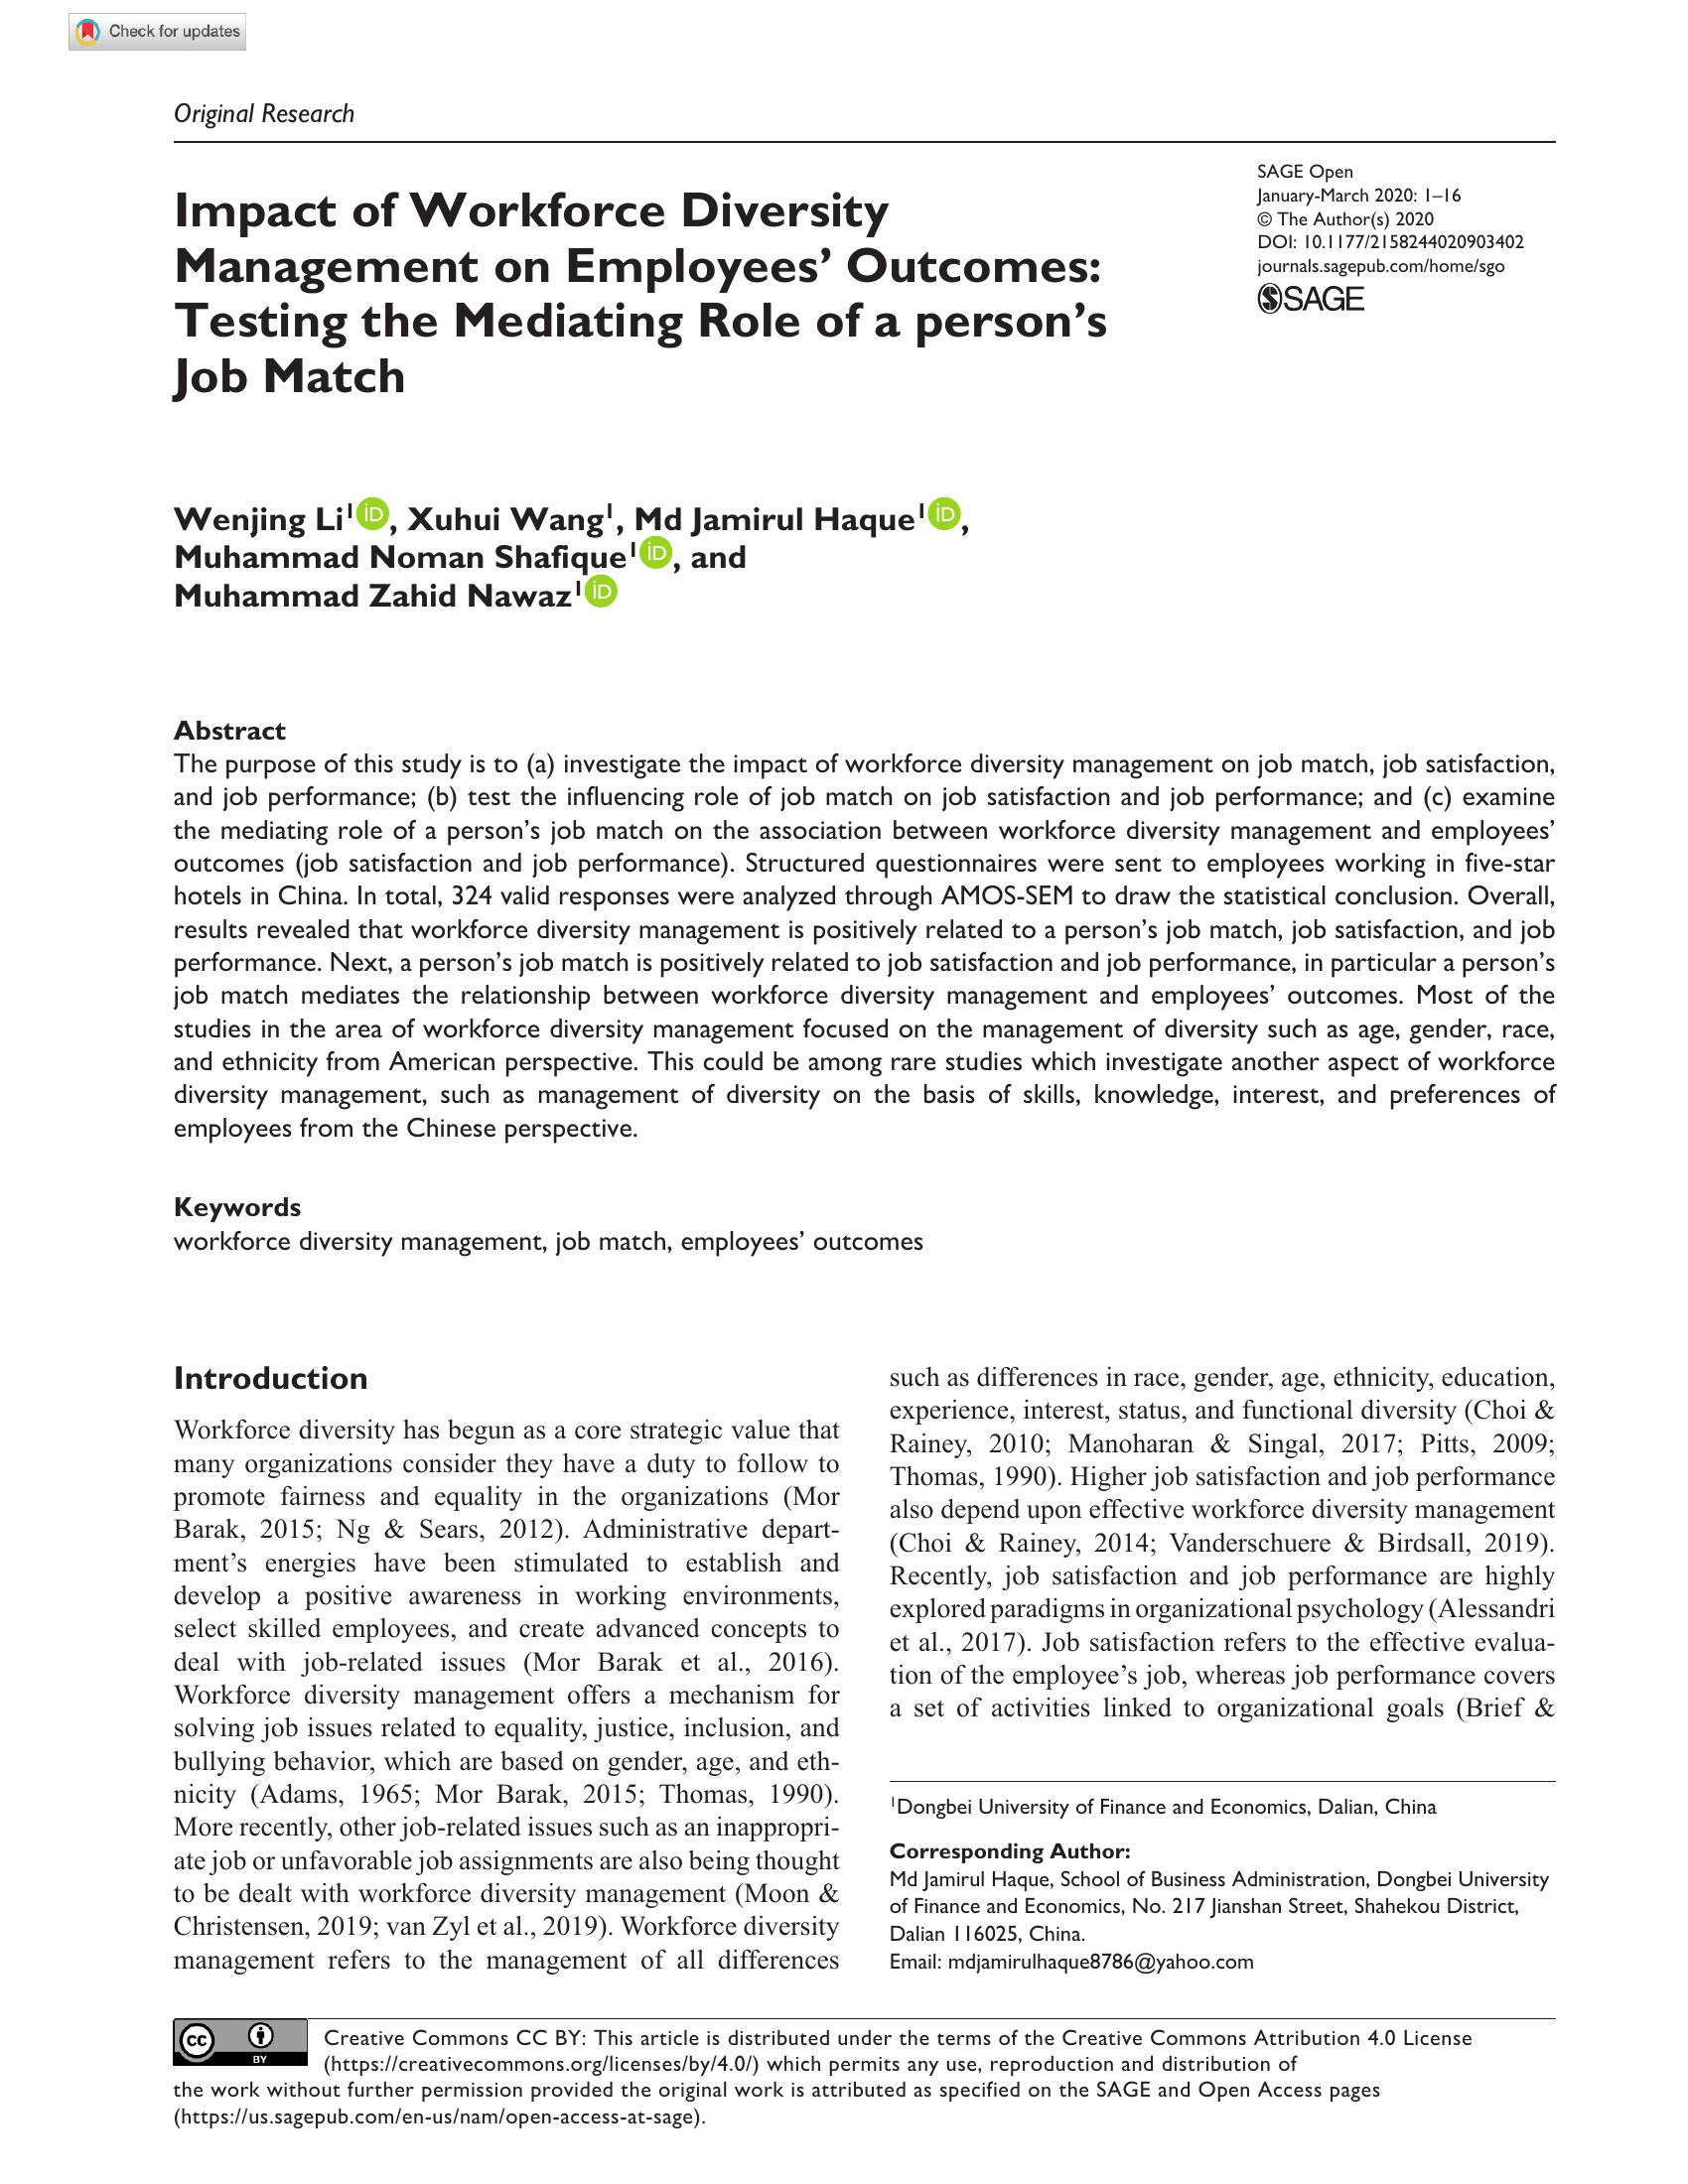 Check for updates
Original Research
SAGE Open
January-March 2020: 1–16
© The Author(s) 2020
DOI: 10.1177/2158244020903402
journals.sagepub.com/home/sgo
SAGE
Impact of Workforce Diversity
Management on Employees’ Outcomes:
Testing the Mediating Role of a person’s
Job Match
Wenjing Li1 iD, Xuhui Wang1, Md Jamirul Haque1 iD,
Muhammad Noman Shafique1 iD, and
Muhammad Zahid Nawaz1 iD
Abstract
The purpose of this study is to (a) investigate the impact of workforce diversity management on job match, job satisfaction,
and job performance; (b) test the influencing role of job match on job satisfaction and job performance; and (c) examine
the mediating role of a person’s job match on the association between workforce diversity management and employees’
outcomes (job satisfaction and job performance). Structured questionnaires were sent to employees working in five-star
hotels in China. In total, 324 valid responses were analyzed through AMOS-SEM to draw the statistical conclusion. Overall,
results revealed that workforce diversity management is positively related to a person’s job match, job satisfaction, and job
performance. Next, a person’s job match is positively related to job satisfaction and job performance, in particular a person’s
job match mediates the relationship between workforce diversity management and employees’ outcomes. Most of the
studies in the area of workforce diversity management focused on the management of diversity such as age, gender, race,
and ethnicity from American perspective. This could be among rare studies which investigate another aspect of workforce
diversity management, such as management of diversity on the basis of skills, knowledge, interest, and preferences of
employees from the Chinese perspective.
Keywords
workforce diversity management, job match, employees’ outcomes
Introduction
Workforce diversity has begun as a core strategic value that
many organizations consider they have a duty to follow to
promote fairness and equality in the organizations (Mor
Barak, 2015; Ng & Sears, 2012). Administrative depart-
ment’s energies have been stimulated to establish and
develop a positive awareness in working environments,
select skilled employees, and create advanced concepts to
deal with job-related issues (Mor Barak et al., 2016).
Workforce diversity management offers a mechanism for
solving job issues related to equality, justice, inclusion, and
bullying behavior, which are based on gender, age, and eth-
nicity (Adams, 1965; Mor Barak, 2015; Thomas, 1990).
More recently, other job-related issues such as an inappropri-
ate job or unfavorable job assignments are also being thought
to be dealt with workforce diversity management (Moon &
Christensen, 2019; van Zyl et al., 2019). Workforce diversity
management refers to the management of all differences
such as differences in race, gender, age, ethnicity, education,
experience, interest, status, and functional diversity (Choi &
Rainey, 2010; Manoharan & Singal, 2017; Pitts, 2009;
Thomas, 1990). Higher job satisfaction and job performance
also depend upon effective workforce diversity management
(Choi & Rainey, 2014; Vanderschuere & Birdsall, 2019).
Recently, job satisfaction and job performance are highly
explored paradigms in organizational psychology (Alessandri
et al., 2017). Job satisfaction refers to the effective evalua-
tion of the employee’s job, whereas job performance covers
a set of activities linked to organizational goals (Brief &
1Dongbei University of Finance and Economics, Dalian, China
Corresponding Author:
Md Jamirul Haque, School of Business Administration, Dongbei University
of Finance and Economics, No. 217 Jianshan Street, Shahekou District,
Dalian 116025, China.
Email: mdjamirulhaque8786@yahoo.com
cc BY
Creative Commons CC BY: This article is distributed under the terms of the Creative Commons Attribution 4.0 License
(https://creativecommons.org/licenses/by/4.0/) which permits any use, reproduction and distribution of
the work without further permission provided the original work is attributed as specified on the SAGE and Open Access pages
(https://us.sagepub.com/en-us/nam/open-access-at-sage).